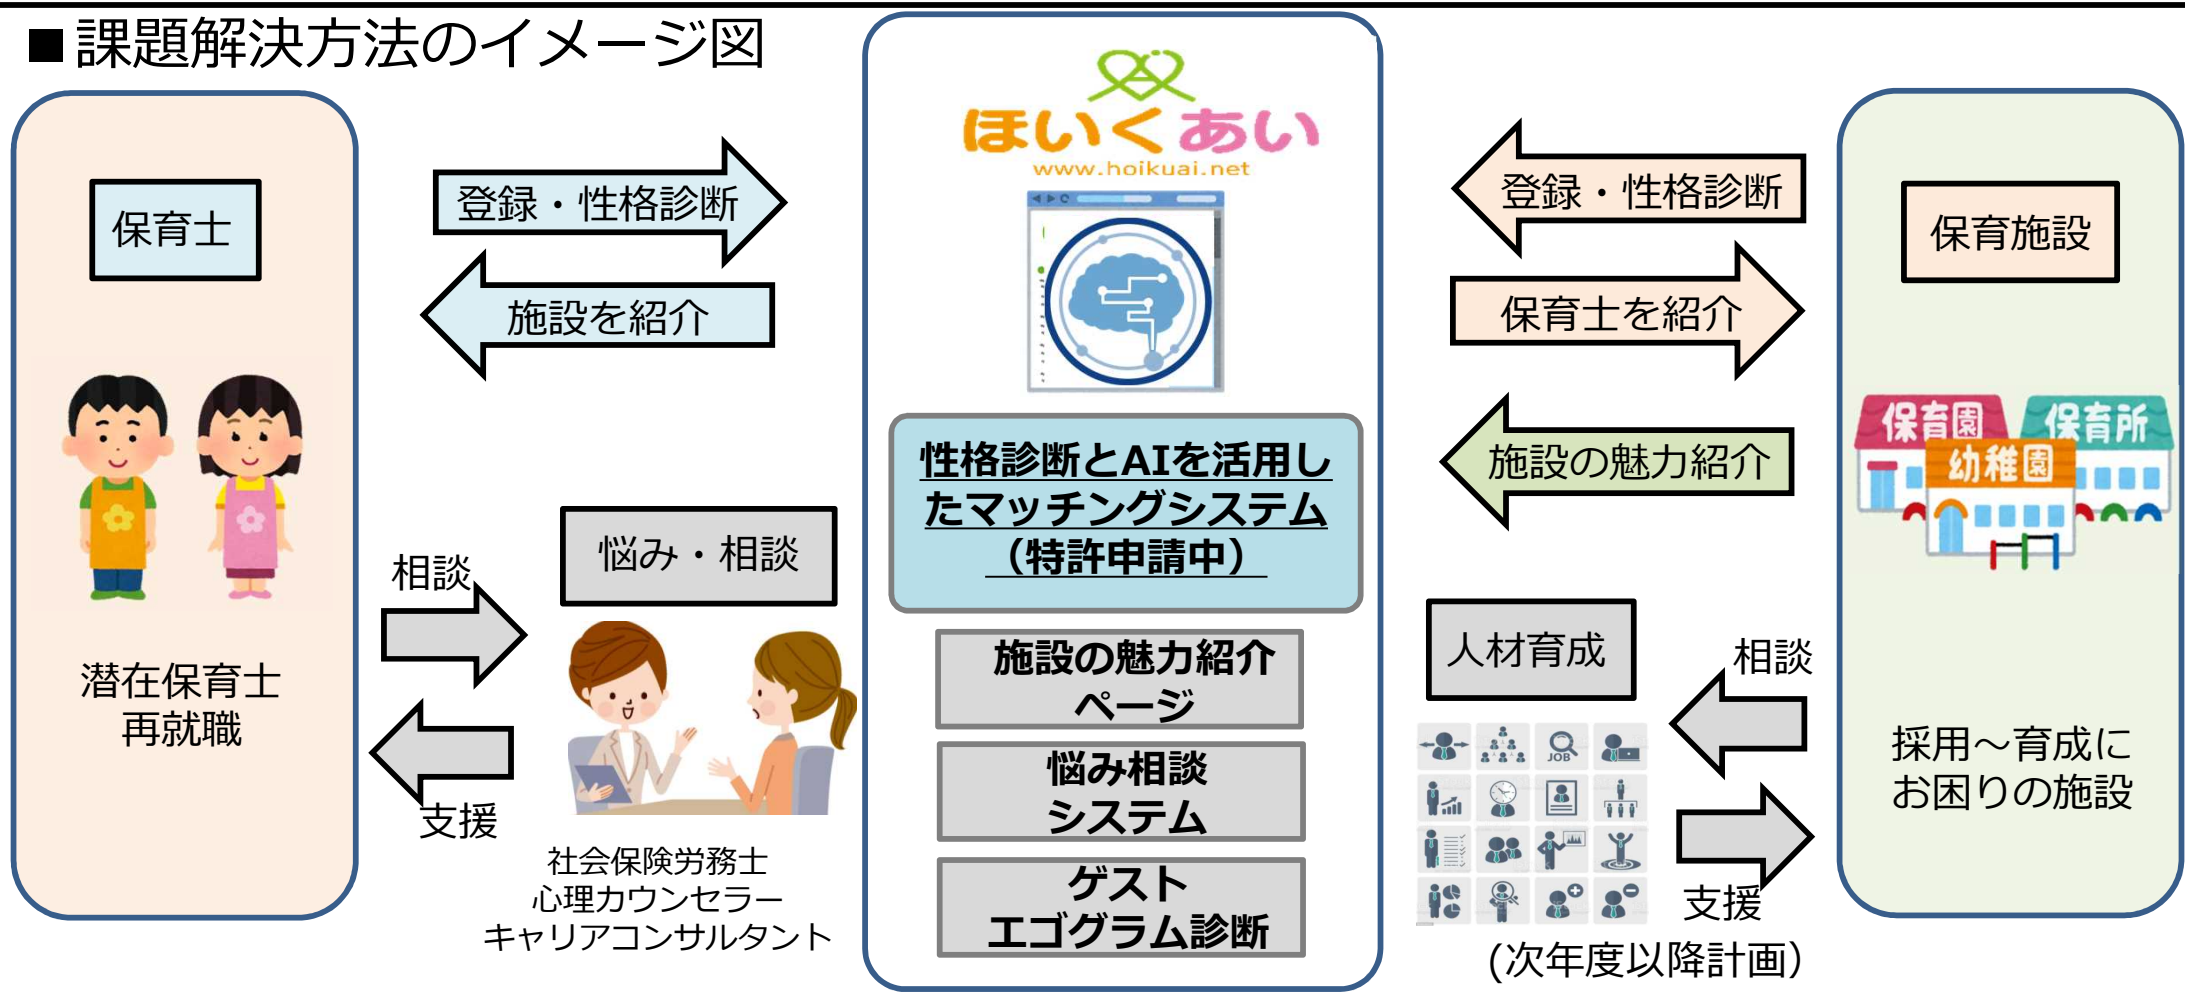 ■課題解決方法のイメージ図
保育士
潜在保育士
再就職
登録・性格診断
施設を紹介
相談
支援
悩み・相談
社会保険労務士
心理カウンセラー
キャリアコンサルタント
ほいくあい
www.hoikuai.net
性格診断とAIを活用し
たマッチングシステム
（特許申請中）
施設の魅力紹介
ページ
悩み相談
システム
ゲスト
エゴグラム診断
登録・性格診断
保育士を紹介
施設の魅力紹介
人材育成
JOB
相談
支援
(次年度以降計画）
保育施設
保育園
保育所
幼稚園
採用～育成に
お困りの施設